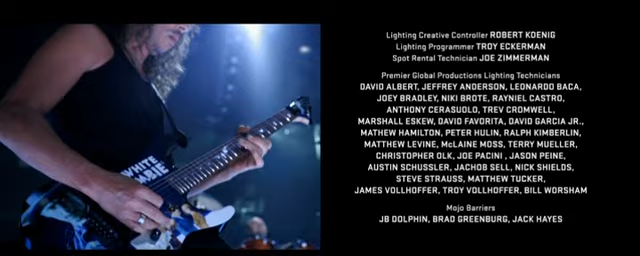 WHITE
Lighting Creative Controller ROBERT KOENIG
Lighting Programmer TROY ECKERMAN
Spot Rental Technician JOE ZIMMERMAN
Premier Global Productions Lighting Technicians
DAVID ALBERT, JEFFREY ANDERSON, LEONARDO BACA,
JOEY BRADLEY, NIKI BROTE, RAYNIEL CASTRO,
ANTHONY CERASUOLO, TREV CROMWELL,
MARSHALL ESKEW, DAVID FAVORITA, DAVID GARCIA JR.,
MATHEW HAMILTON, PETER HULIN, RALPH KIMBERLIN,
MATTHEW LEVINE, McLAINE MOSS, TERRY MUELLER,
CHRISTOPHER OLK, JOE PACINI , JASON PEINE,
AUSTIN SCHUSSLER, JACHOB SELL, NICK SHIELDS,
STEVE STRAUSS, MATTHEW TUCKER,
JAMES VOLLHOFFER, TROY VOLLHOFFER, BILL WORSHAM
Mojo Barriers
JB DOLPHIN, BRAD GREENBURG, JACK HAYES